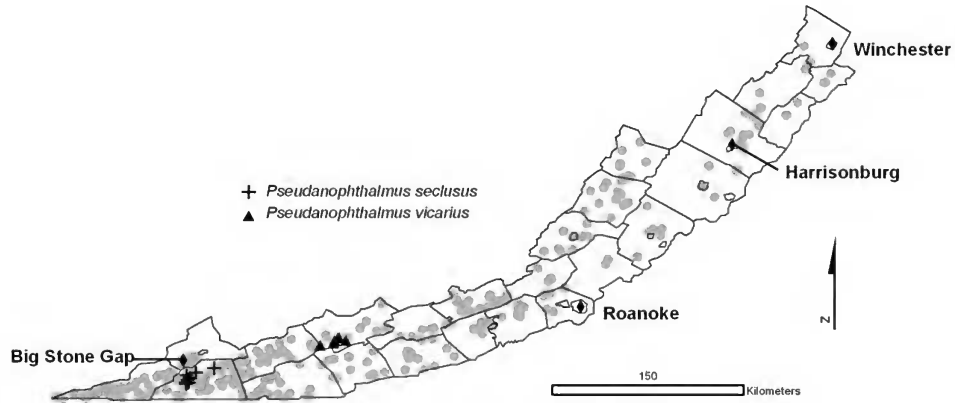 Winchester
Harrisonburg
Pseudanophthalmus seclusus
Pseudanophthalmus vicarius
Roanoke
N
Big Stone Gap
150
Kilometers